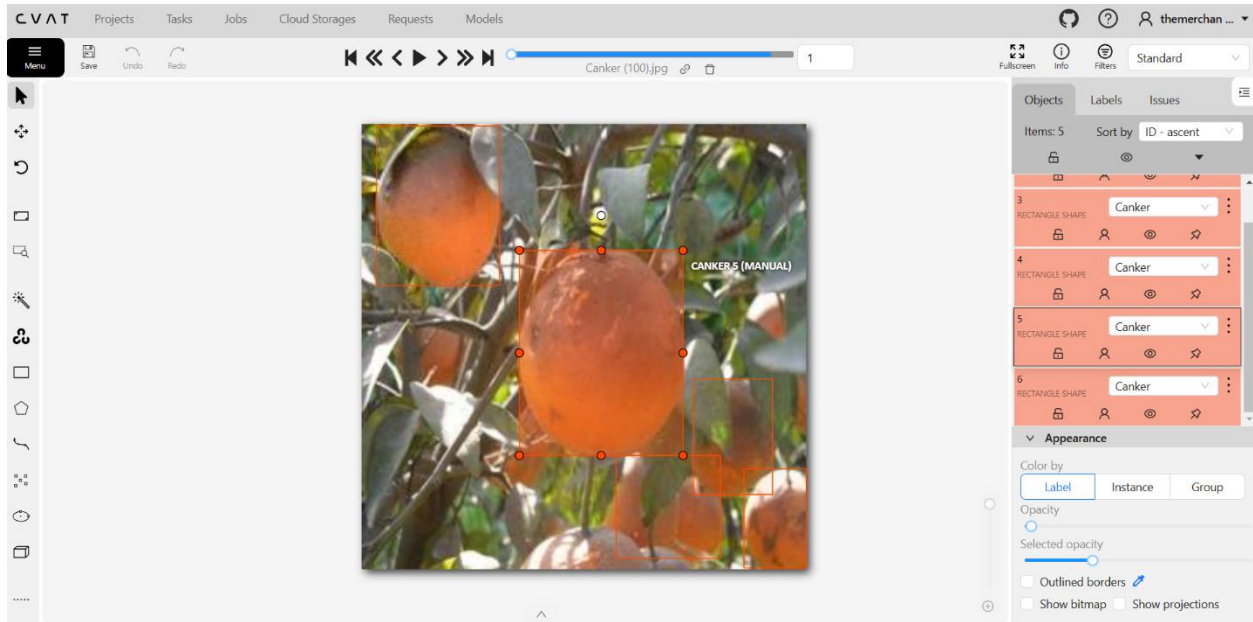 CVAT Projects Tasks Jobs Cloud Storages Requests Models themerchan ...
Menu Save Undo Redo 1 Fullscreen Info Filters Standard
Canker (100).jpg
Objects Labels Issues
Items: 5 Sort by ID - ascent
3 Canker
RECTANGLE SHAPE
4 Canker
RECTANGLE SHAPE
5 Canker
RECTANGLE SHAPE
6 Canker
RECTANGLE SHAPE
CANKER 5 (MANUAL)
Appearance
Color by
Label Instance Group
Opacity
Selected opacity
Outlined borders
Show bitmap Show projections